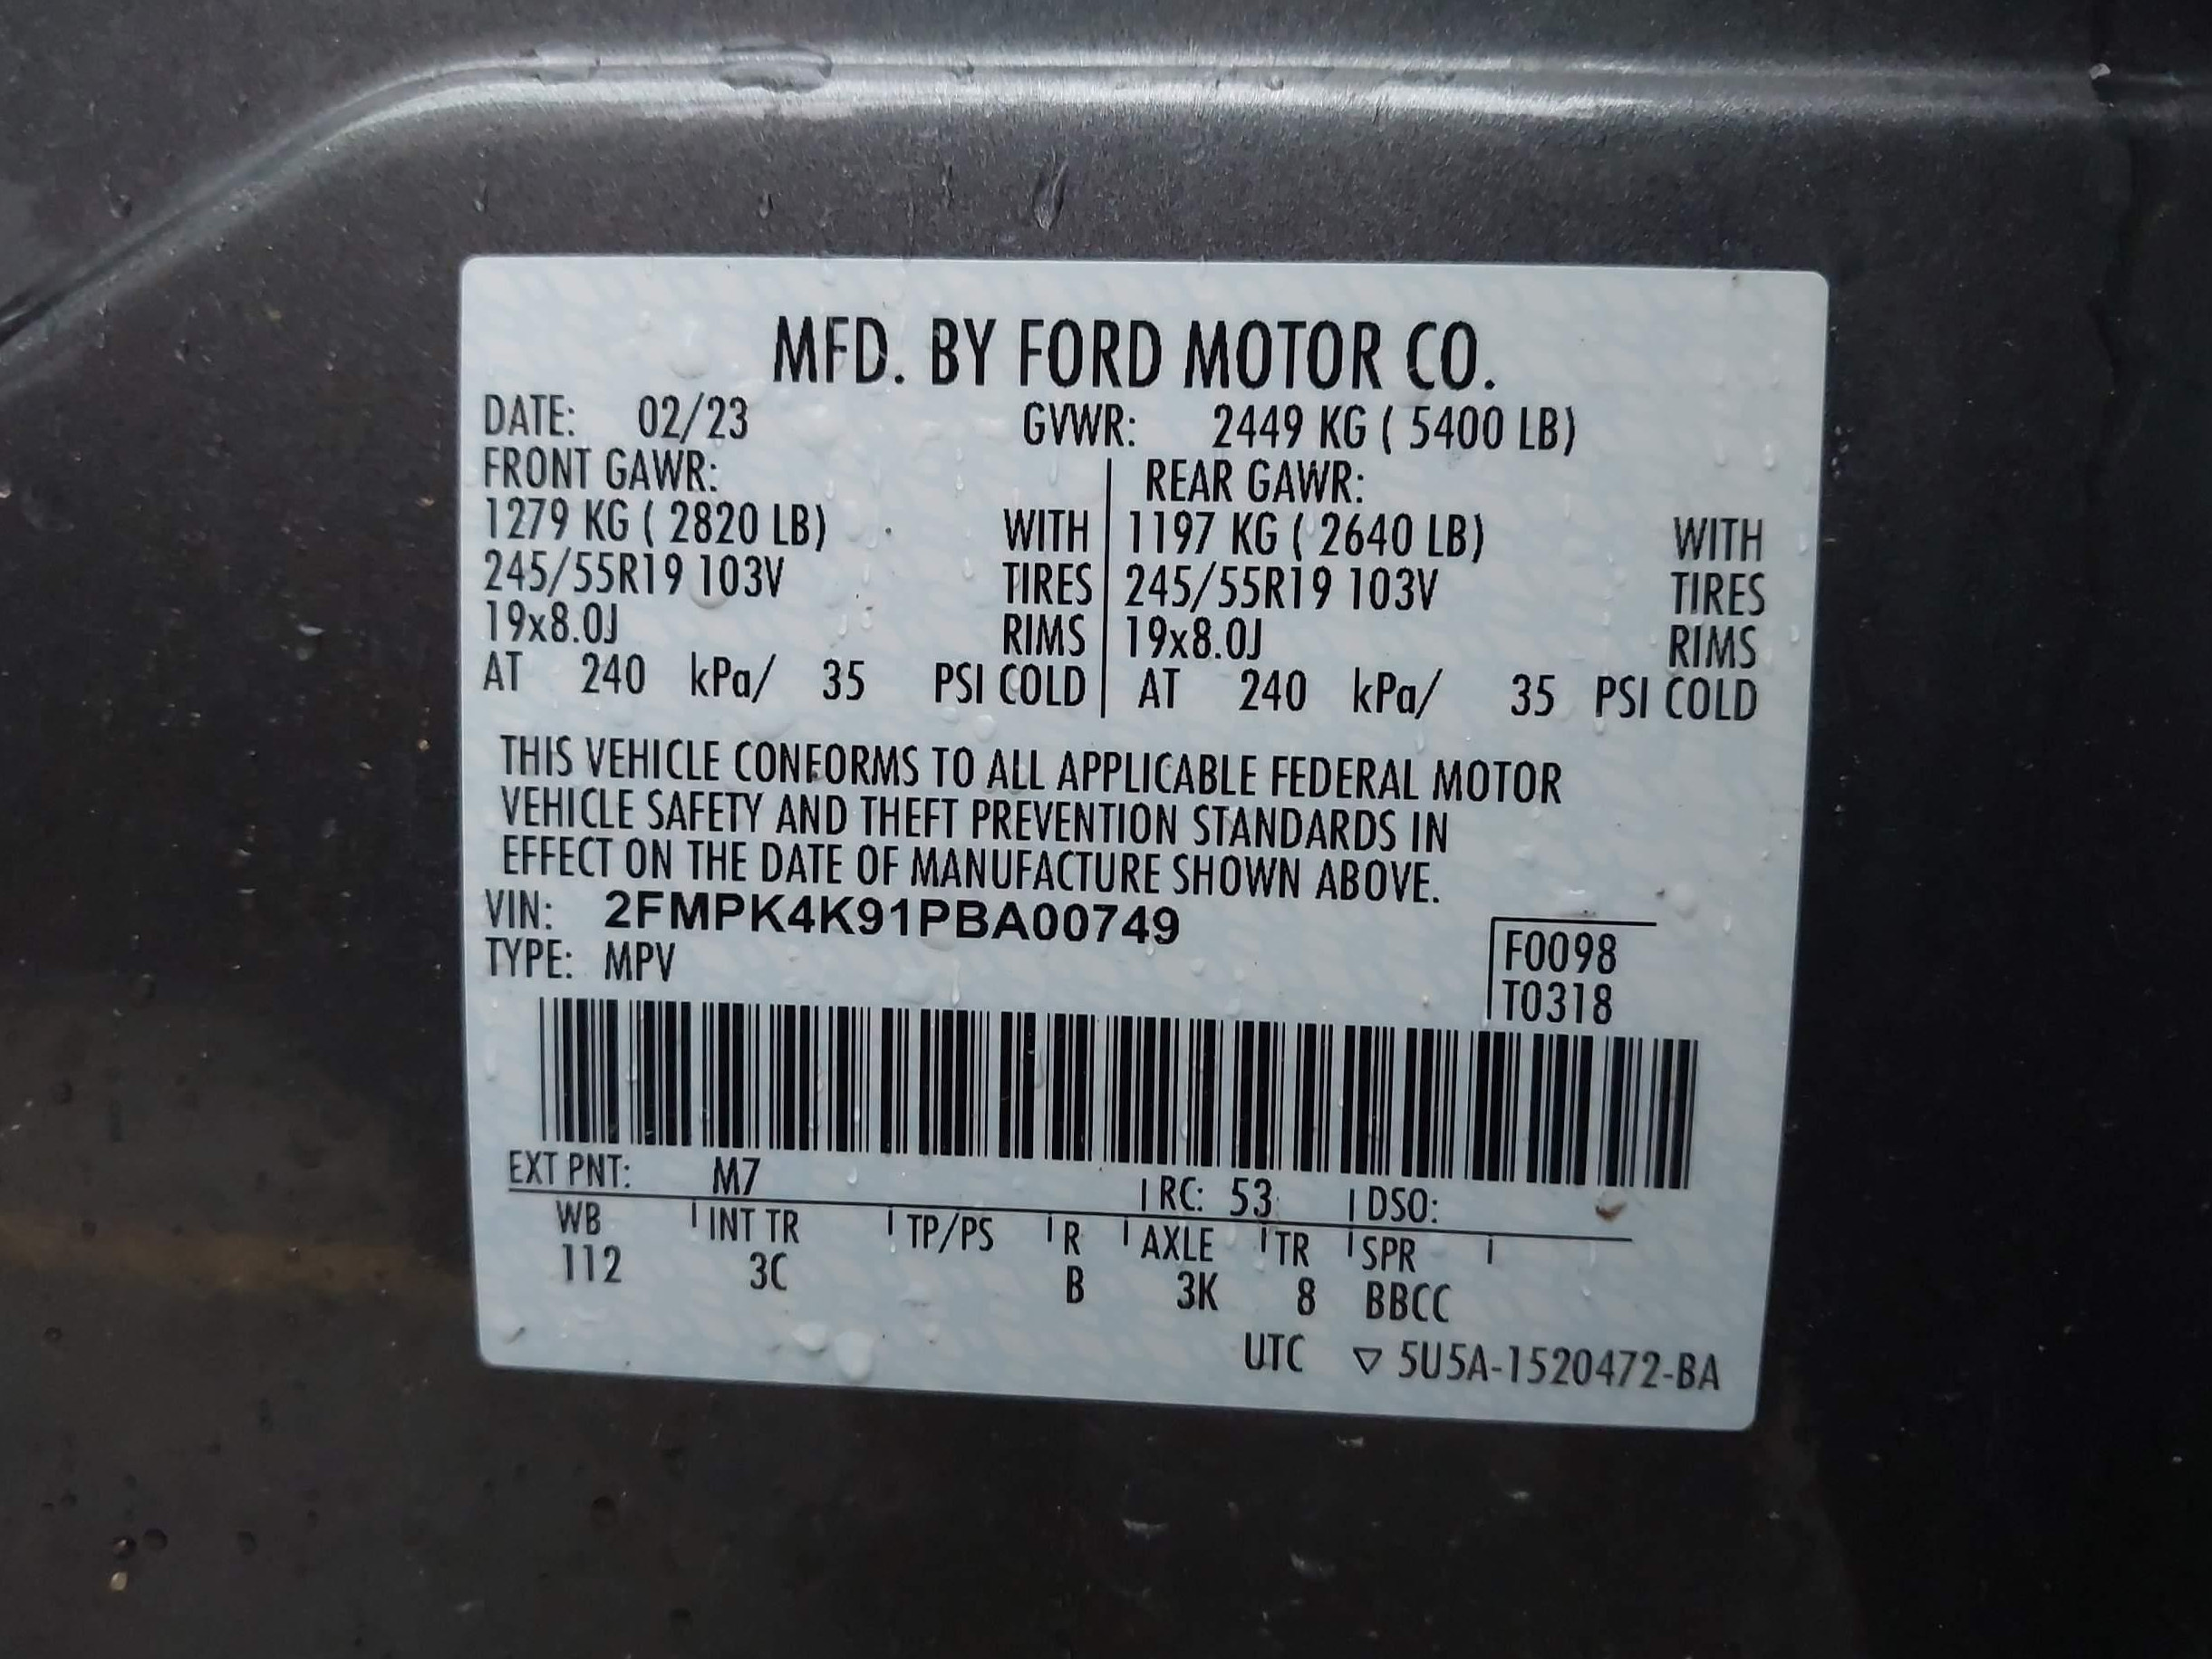 MFD. BY FORD MOTOR CO.
DATE: 02/23 GVWR: 2449 KG ( 5400 LB)
FRONT GAWR: REAR GAWR:
1279 KG ( 2820 LB) WITH 1197 KG ( 2640 LB) WITH
245/55R19 103V TIRES 245/55R19 103V TIRES
19x8.0J RIMS 19x8.0J RIMS
AT 240 kPa/ 35 PSI COLD AT 240 kPa/ 35 PSI COLD
THIS VEHICLE CONFORMS TO ALL APPLICABLE FEDERAL MOTOR
VEHICLE SAFETY AND THEFT PREVENTION STANDARDS IN
EFFECT ON THE DATE OF MANUFACTURE SHOWN ABOVE.
VIN: 2FMPK4K91PBA00749
F0098
TYPE: MPV
T0318
EXT PNT: M7 RC: 53 DSO:
WB INT TR TP/PS R AXLE TR SPR
112 3C B 3K 8 BBCC
UTC ▽ 5U5A-1520472-BA